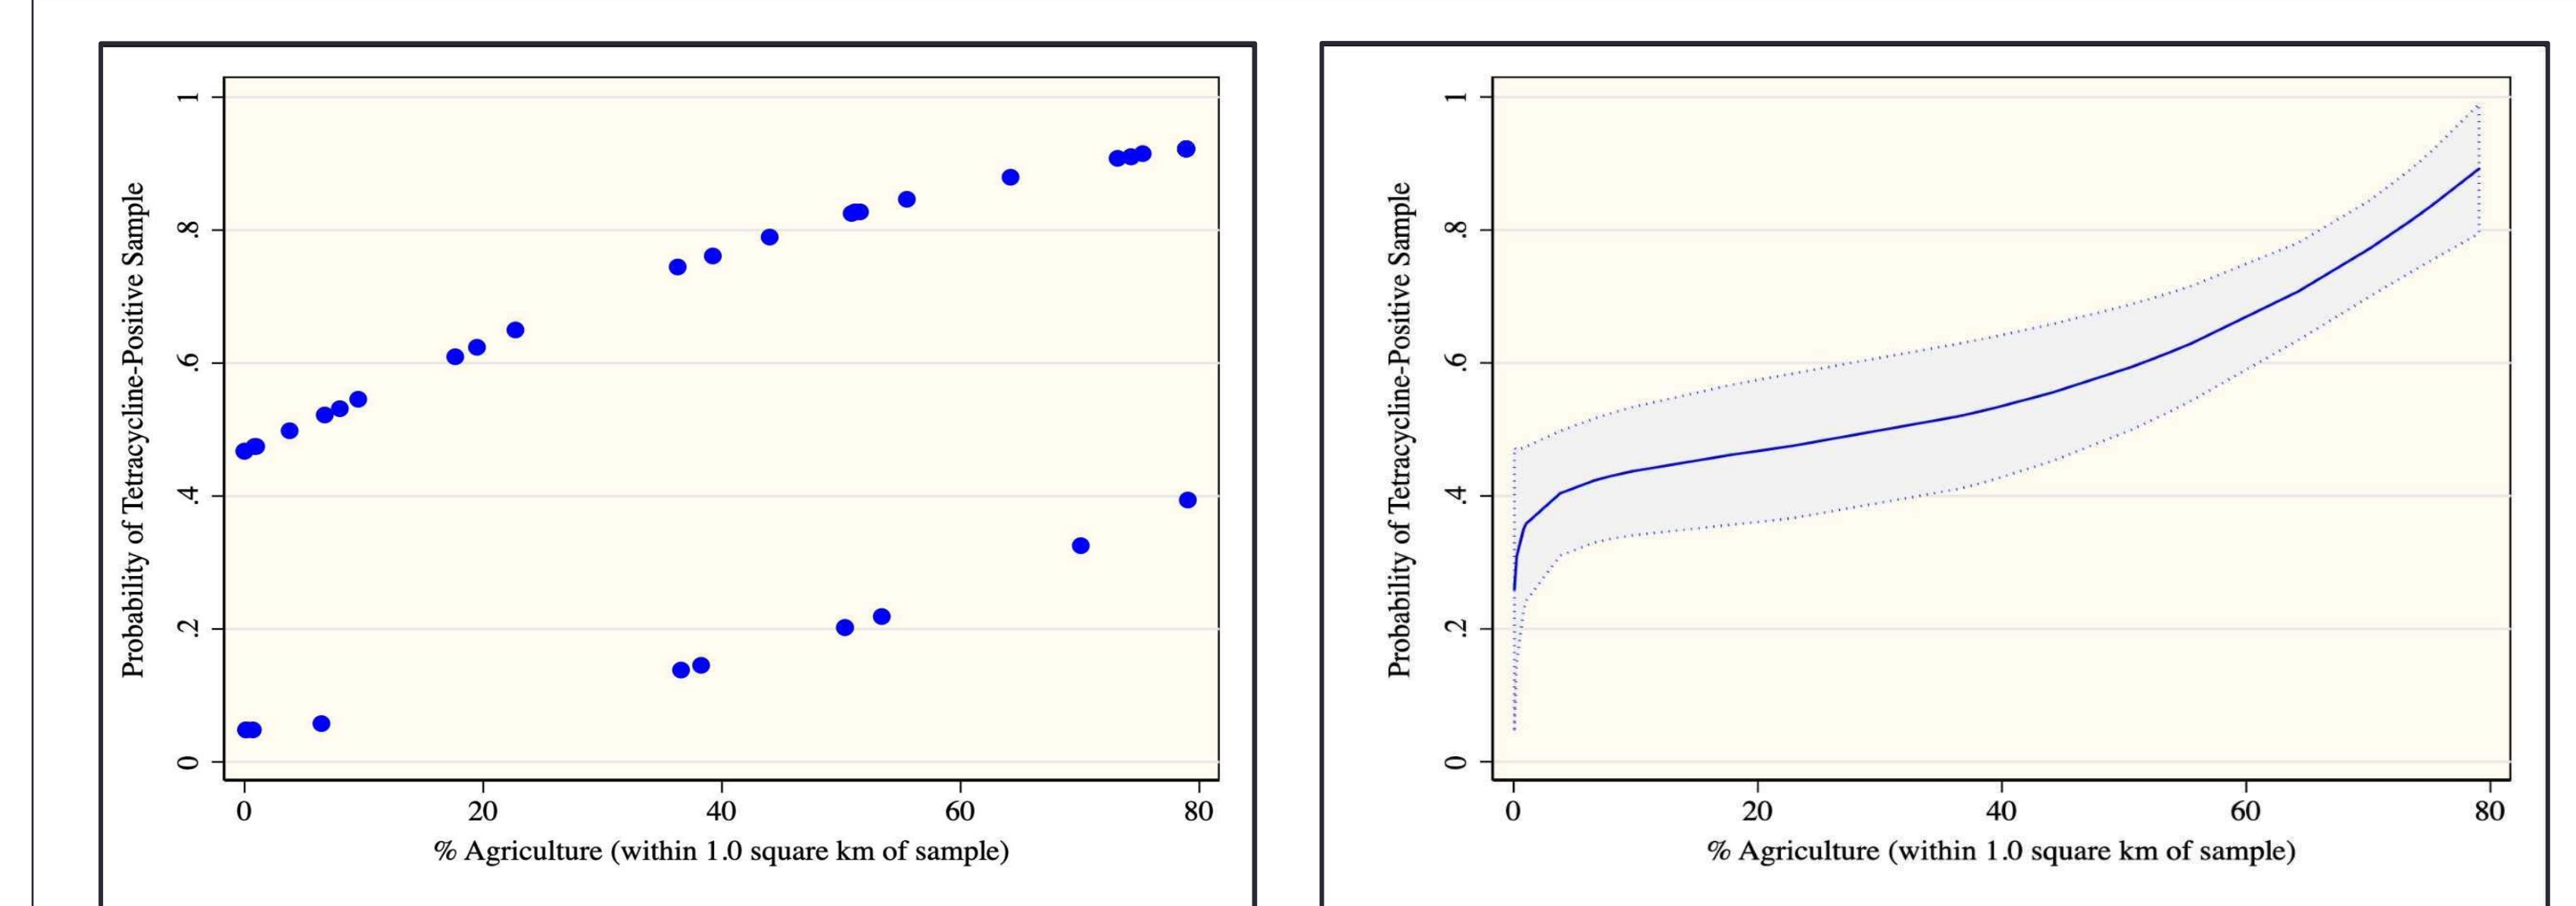 Probability of Tetracycline-Positive Sample
1
.8
.6
.4
.2
0
0 20 40 60 80
% Agriculture (within 1.0 square km of sample)
Probability of Tetracycline-Positive Sample
1
.8
.6
.4
.2
0
0 20 40 60 80
% Agriculture (within 1.0 square km of sample)